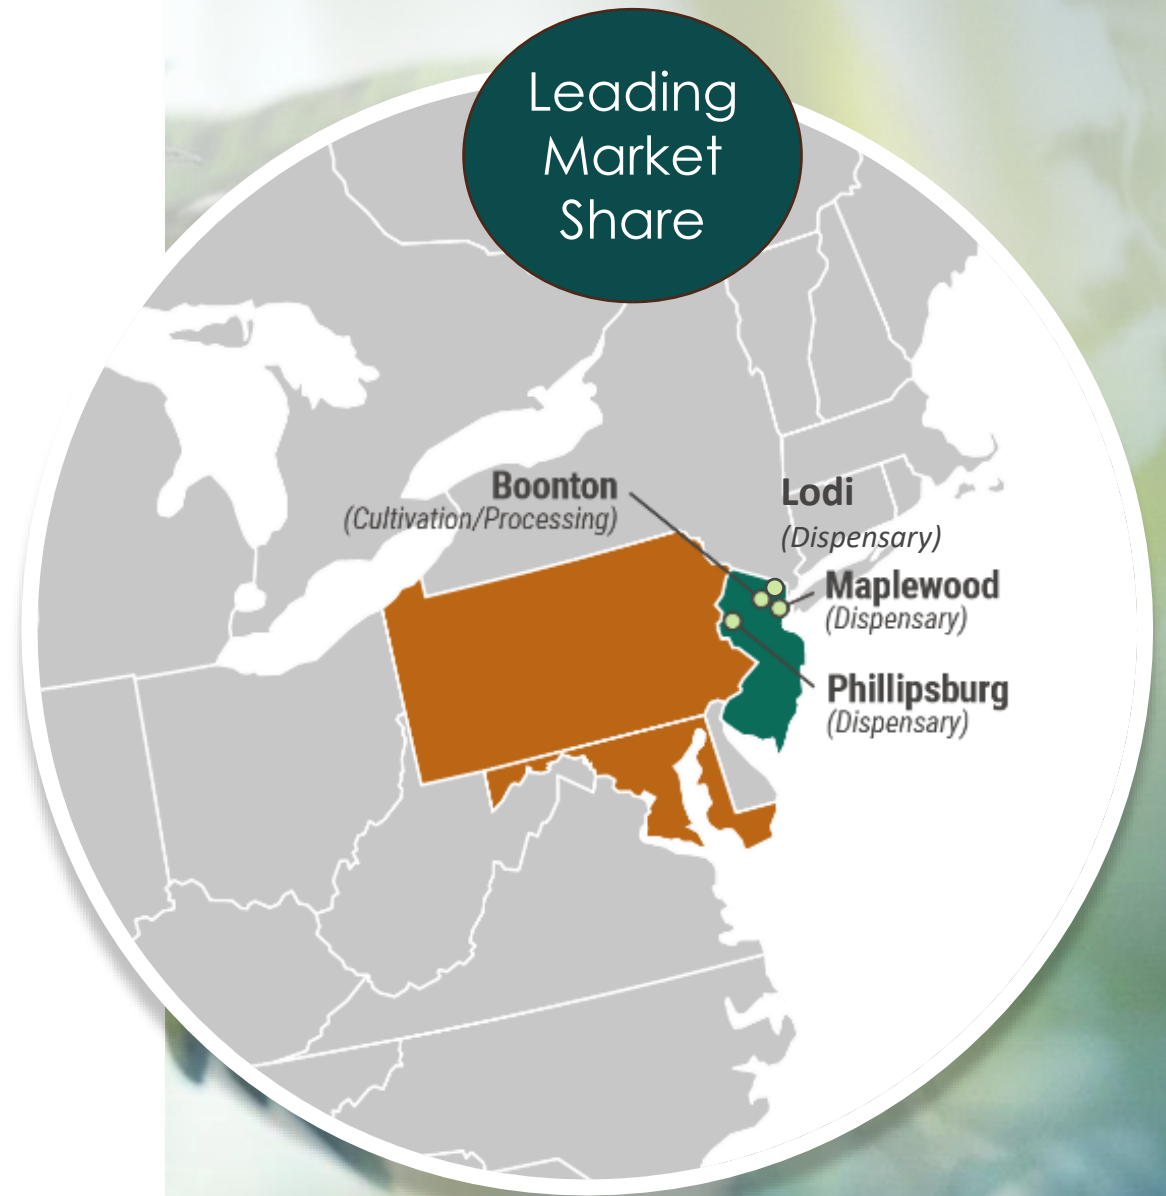 Leading
Market
Share
Boonton
(Cultivation/Processing)
Lodi
(Dispensary)
Maplewood
(Dispensary)
Phillipsburg
(Dispensary)